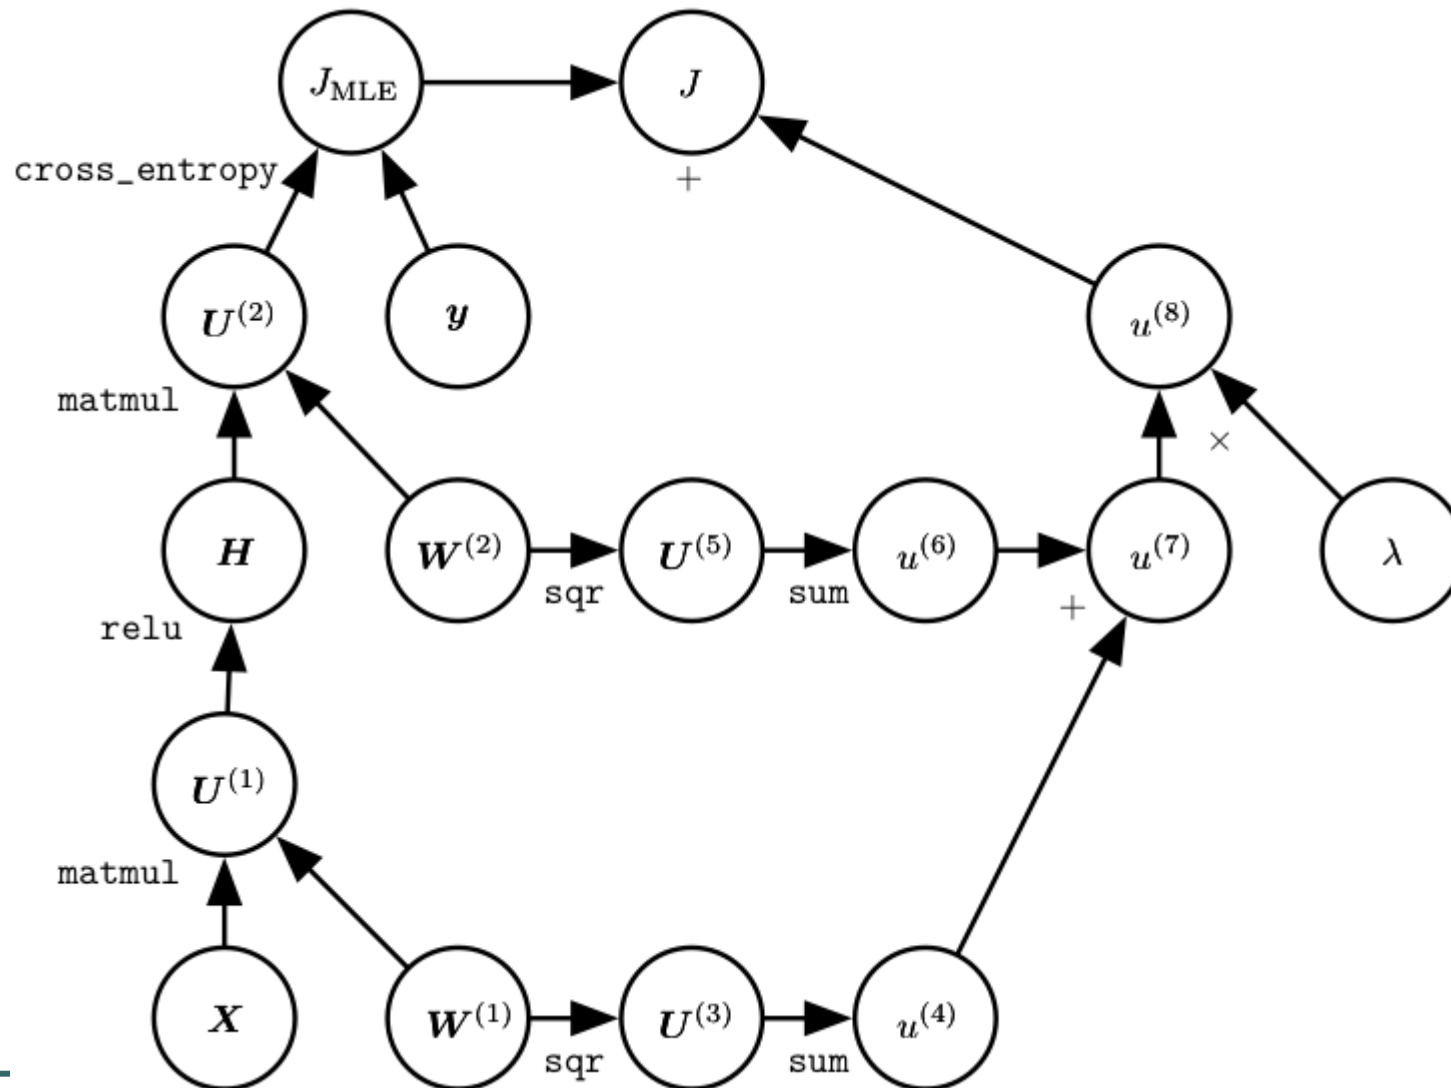 J_MLE J
cross_entropy +
U^(2) y u^(8)
matmul ×
H W^(2) U^(5) u^(6) u^(7) λ
sqr sum +
relu
U^(1)
matmul
X W^(1) U^(3) u^(4)
sqr sum